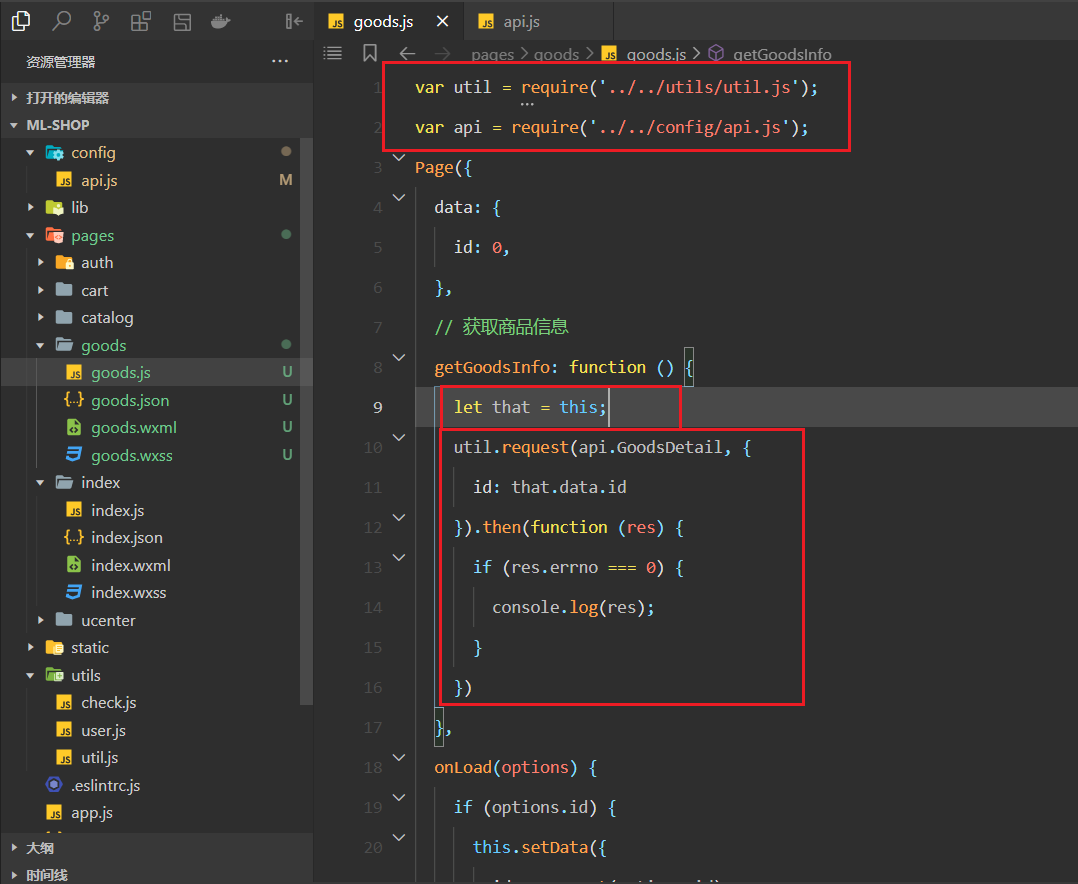 goods.js
api.js
资源管理器
pages goods goods.js getGoodsInfo
打开的编辑器
ML-SHOP
config
api.js M
lib
pages
auth
cart
catalog
goods
goods.js U
goods.json U
goods.wxml U
goods.wxss U
index
index.js
index.json
index.wxml
index.wxss
ucenter
static
utils
check.js
user.js
util.js
.eslintrc.js
app.js
大纲
时间线
1 var util = require('../../utils/util.js');
2 var api = require('../../config/api.js');
3 Page({
4 data: {
5 id: 0,
6 },
7 // 获取商品信息
8 getGoodsInfo: function () {
9 let that = this;
10 util.request(api.GoodsDetail, {
11 id: that.data.id
12 }).then(function (res) {
13 if (res.errno === 0) {
14 console.log(res);
15 }
16 })
17 },
18 onLoad(options) {
19 if (options.id) {
20 this.setData({